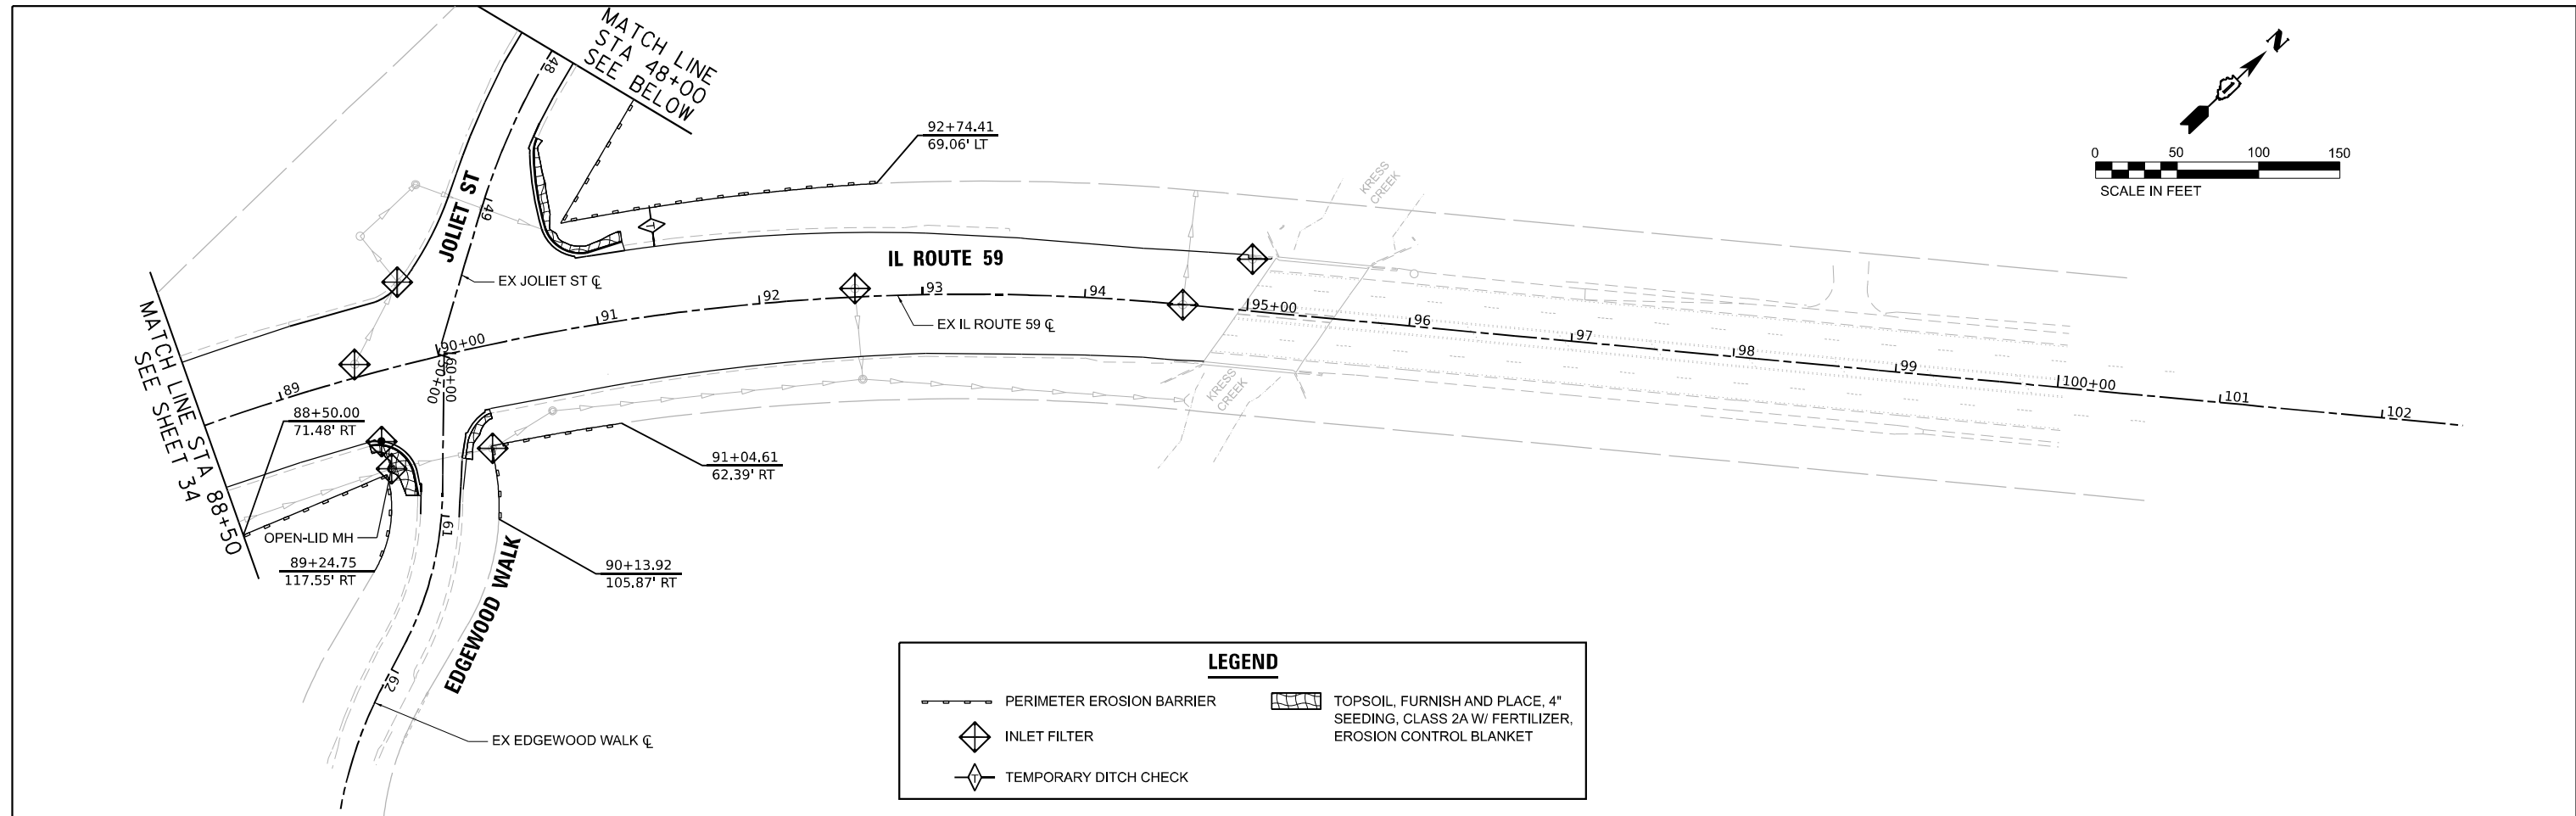 MATCH LINE
STA 48+00
SEE BELOW
48
N
0 50 100 150
SCALE IN FEET
92+74.41
69.06' LT
KRESS
CREEK
JOLIET ST
49
EX JOLIET ST ℄
IL ROUTE 59
EX IL ROUTE 59 ℄
MATCH LINE STA 88+50
SEE SHEET 34
89
90+00
91
92
93
94
95+00
96
97
98
99
100+00
101
102
50+00
60+00
88+50.00
71.48' RT
KRESS
CREEK
91+04.61
62.39' RT
OPEN-LID MH
61
89+24.75
117.55' RT
90+13.92
105.87' RT
EDGEWOOD WALK
62
EX EDGEWOOD WALK ℄
LEGEND
PERIMETER EROSION BARRIER
INLET FILTER
T
TEMPORARY DITCH CHECK
TOPSOIL, FURNISH AND PLACE, 4"
SEEDING, CLASS 2A W/ FERTILIZER,
EROSION CONTROL BLANKET